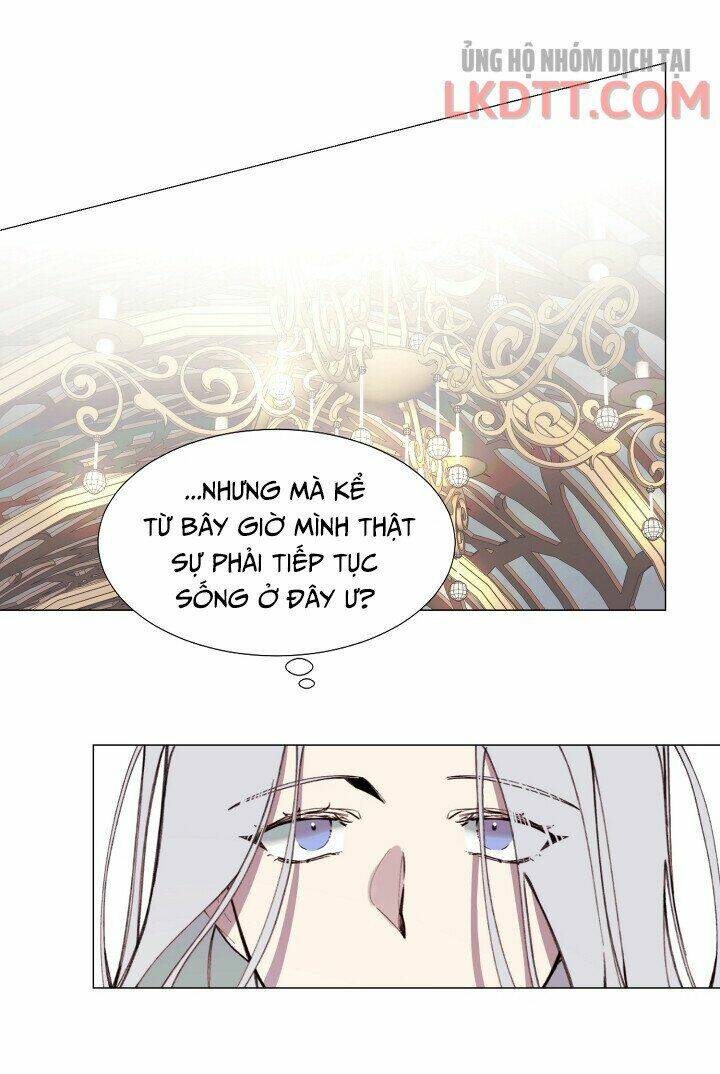 ỦNG HỘ NHÓM DỊCH TẠI
LKDTT.COM
...NHƯNG MÀ KỂ
TỪ BÂY GIỜ MÌNH THẬT
SỰ PHẢI TIẾP TỤC
SỐNG Ở ĐÂY Ư?